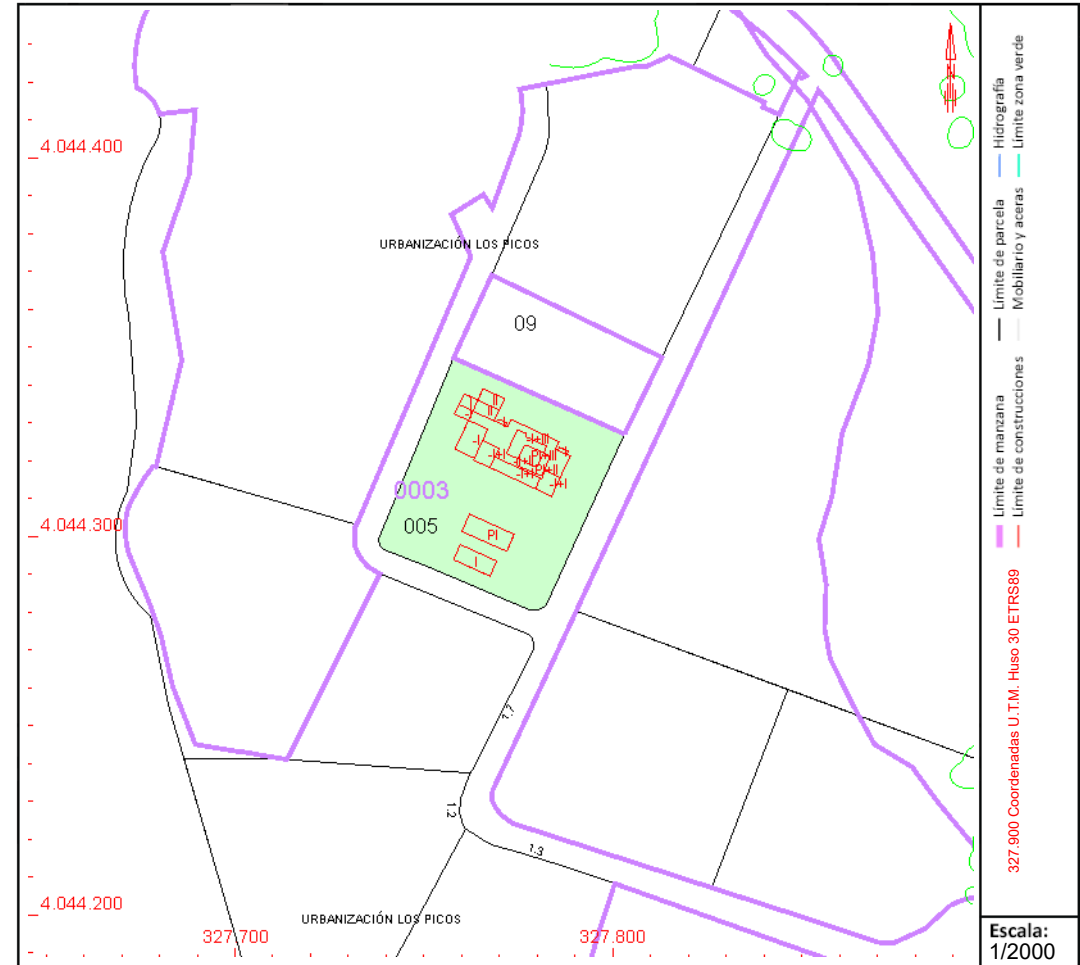 4.044.400
URBANIZACIÓN LOS PICOS
09
0003
005
PI
I
4.044.300
12
12
13
URBANIZACIÓN LOS PICOS
4.044.200
327.700
327.800
N
Hidrografía
Límite zona verde
Límite de parcela
Mobiliario y aceras
Límite de manzana
Límite de construcciones
327.900 Coordenadas U.T.M. Huso 30 ETRS89
Escala:
1/2000